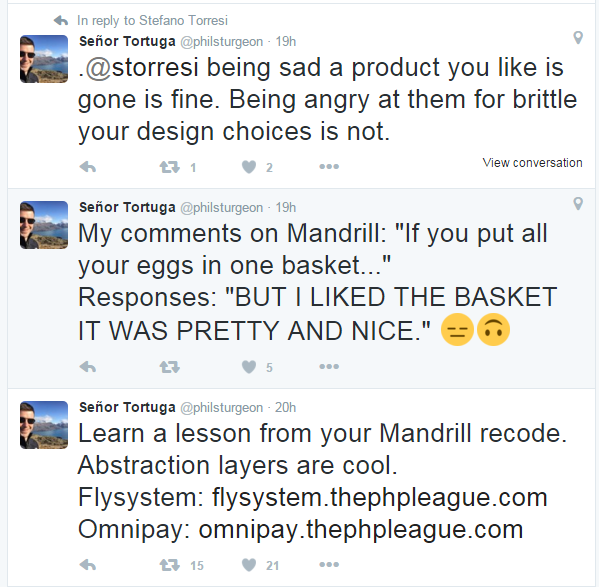 In reply to Stefano Torresi
Señor Tortuga @philsturgeon · 19h
.@storresi being sad a product you like is
gone is fine. Being angry at them for brittle
your design choices is not.
1 2 View conversation
Señor Tortuga @philsturgeon · 19h
My comments on Mandrill: "If you put all
your eggs in one basket..."
Responses: "BUT I LIKED THE BASKET
IT WAS PRETTY AND NICE." 😑🙃
5
Señor Tortuga @philsturgeon · 20h
Learn a lesson from your Mandrill recode.
Abstraction layers are cool.
Flysystem: flysystem.thephpleague.com
Omnipay: omnipay.thephpleague.com
15 21